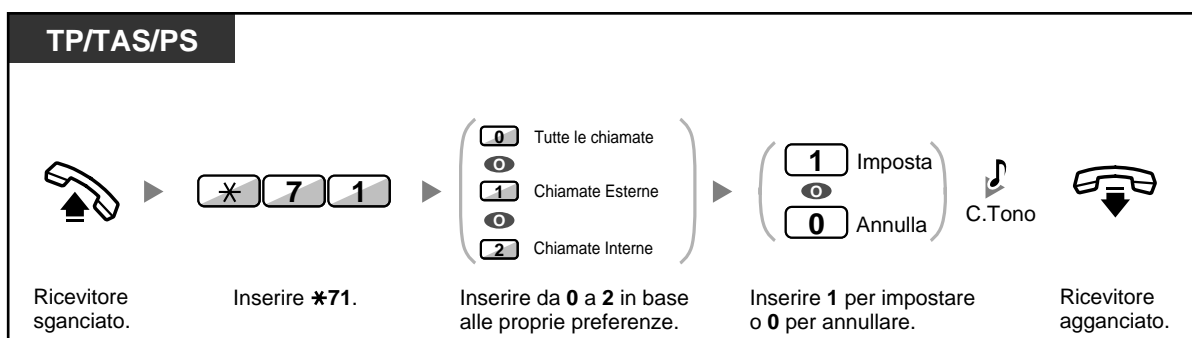 TP/TAS/PS
✳ 7 1
0 Tutte le chiamate
O
1 Chiamate Esterne
O
2 Chiamate Interne
1 Imposta
O
0 Annulla
C.Tono
Ricevitore
sganciato.
Inserire ✳71.
Inserire da 0 a 2 in base
alle proprie preferenze.
Inserire 1 per impostare
o 0 per annullare.
Ricevitore
agganciato.